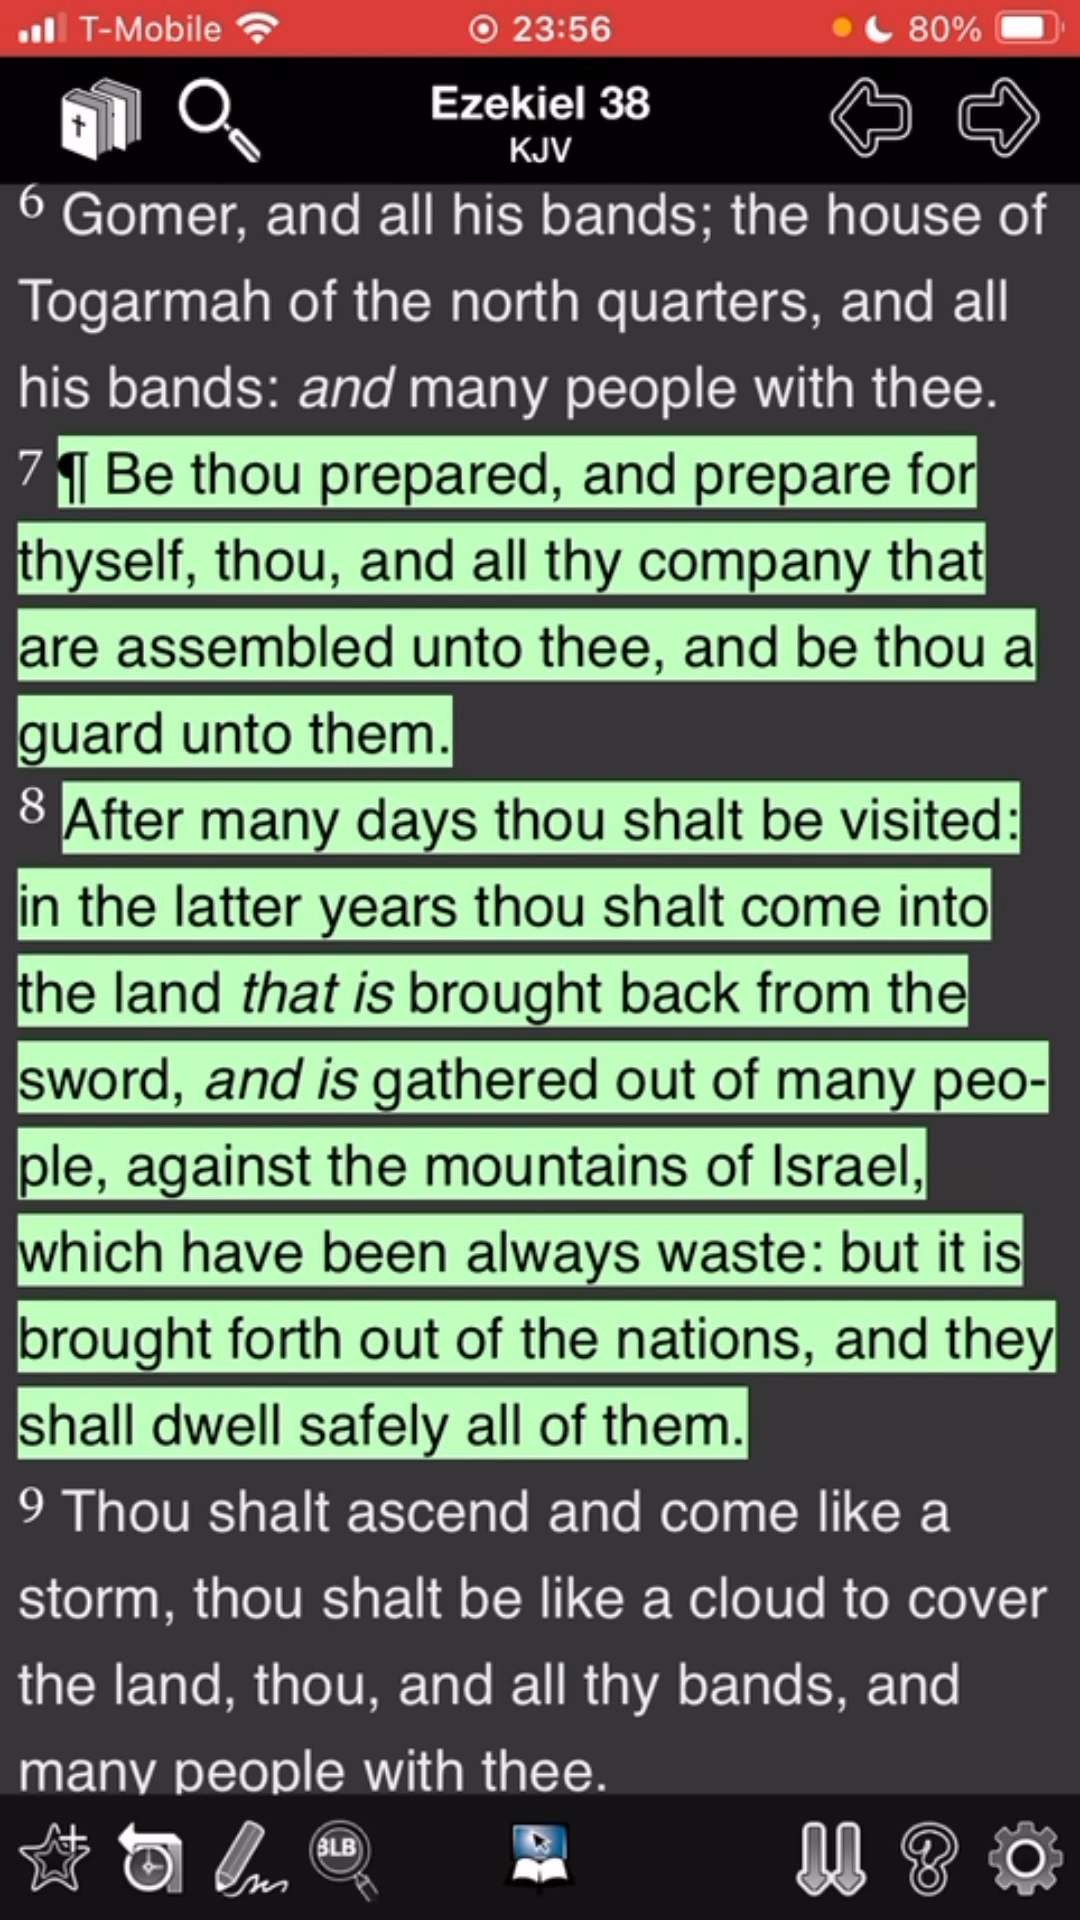 T-Mobile 23:56 80%
Ezekiel 38
KJV
6 Gomer, and all his bands; the house of
Togarmah of the north quarters, and all
his bands: and many people with thee.
7 ¶ Be thou prepared, and prepare for
thyself, thou, and all thy company that
are assembled unto thee, and be thou a
guard unto them.
8 After many days thou shalt be visited:
in the latter years thou shalt come into
the land that is brought back from the
sword, and is gathered out of many peo-
ple, against the mountains of Israel,
which have been always waste: but it is
brought forth out of the nations, and they
shall dwell safely all of them.
9 Thou shalt ascend and come like a
storm, thou shalt be like a cloud to cover
the land, thou, and all thy bands, and
many people with thee.
BLB